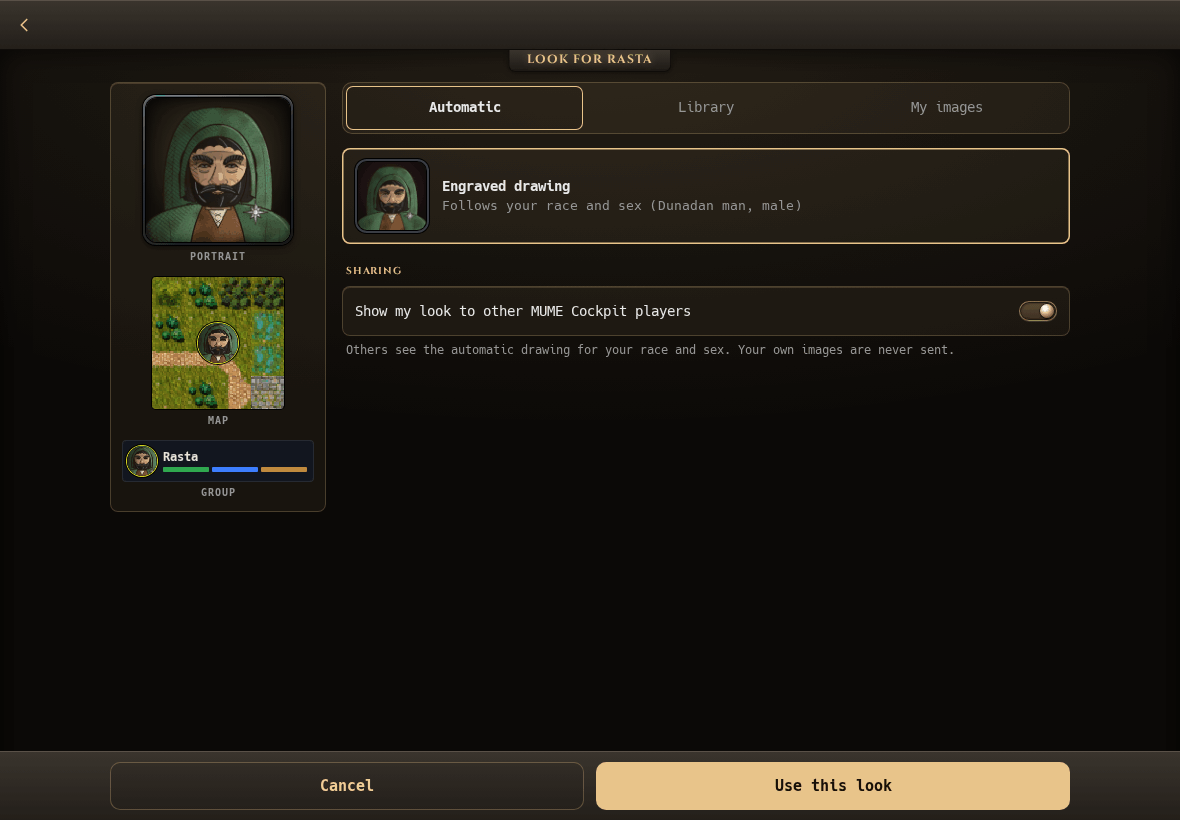 LOOK FOR RASTA
PORTRAIT
MAP
Rasta
GROUP
Automatic
Library
My images
Engraved drawing
Follows your race and sex (Dunadan man, male)
SHARING
Show my look to other MUME Cockpit players
Others see the automatic drawing for your race and sex. Your own images are never sent.
Cancel
Use this look